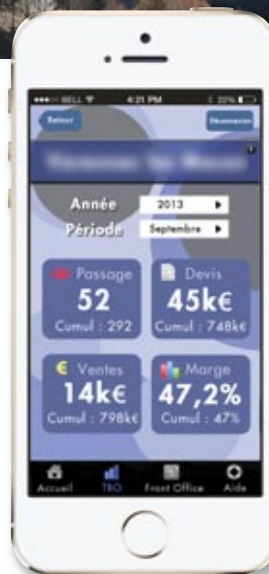 BELL 4:21 PM 22%
Retour Déconnexion
Année 2013
Période Septembre
Passage
52
Cumul : 292
Devis
45k€
Cumul : 748k€
Ventes
14k€
Cumul : 798k€
Marge
47,2%
Cumul : 47%
Accueil TBO Front Office Aide